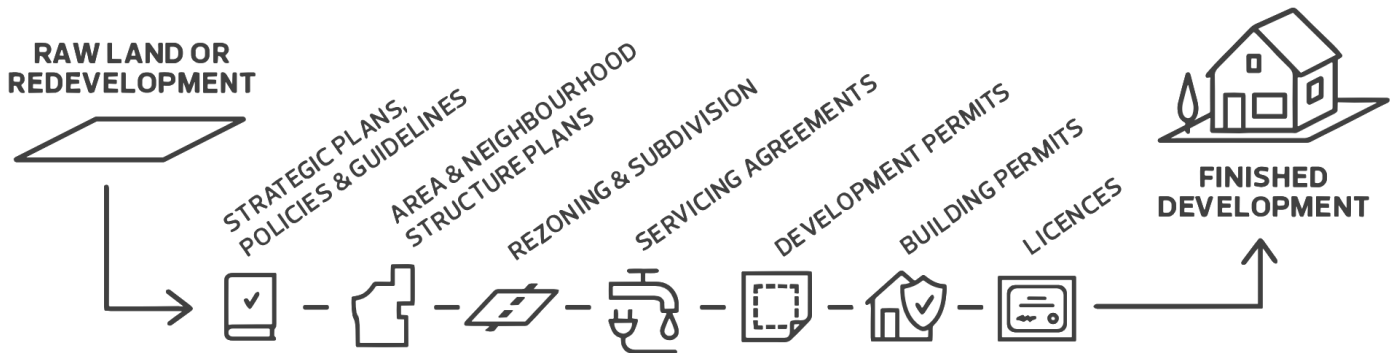 RAW LAND OR
REDEVELOPMENT
STRATEGIC PLANS,
POLICIES & GUIDELINES
AREA & NEIGHBOURHOOD
STRUCTURE PLANS
REZONING & SUBDIVISION
SERVICING AGREEMENTS
DEVELOPMENT PERMITS
BUILDING PERMITS
LICENCES
FINISHED
DEVELOPMENT